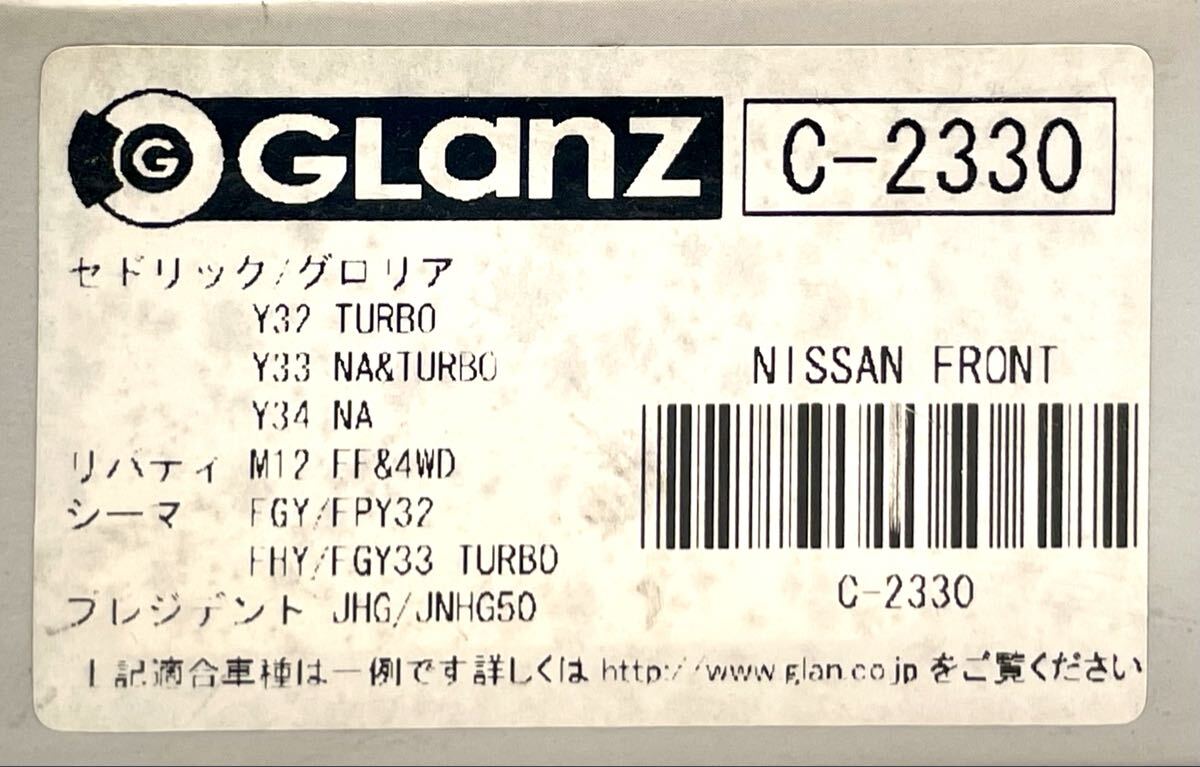 G GLanz
C-2330
セドリック/グロリア
Y32 TURBO
Y33 NA&TURBO
Y34 NA
リバティ M12 FF&4WD
シーマ FGY/FPY32
FHY/FGY33 TURBO
プレジデント JHG/JNHG50
NISSAN FRONT
C-2330
上記適合車種は一例です詳しくは http://www.glan.co.jp をご覧ください